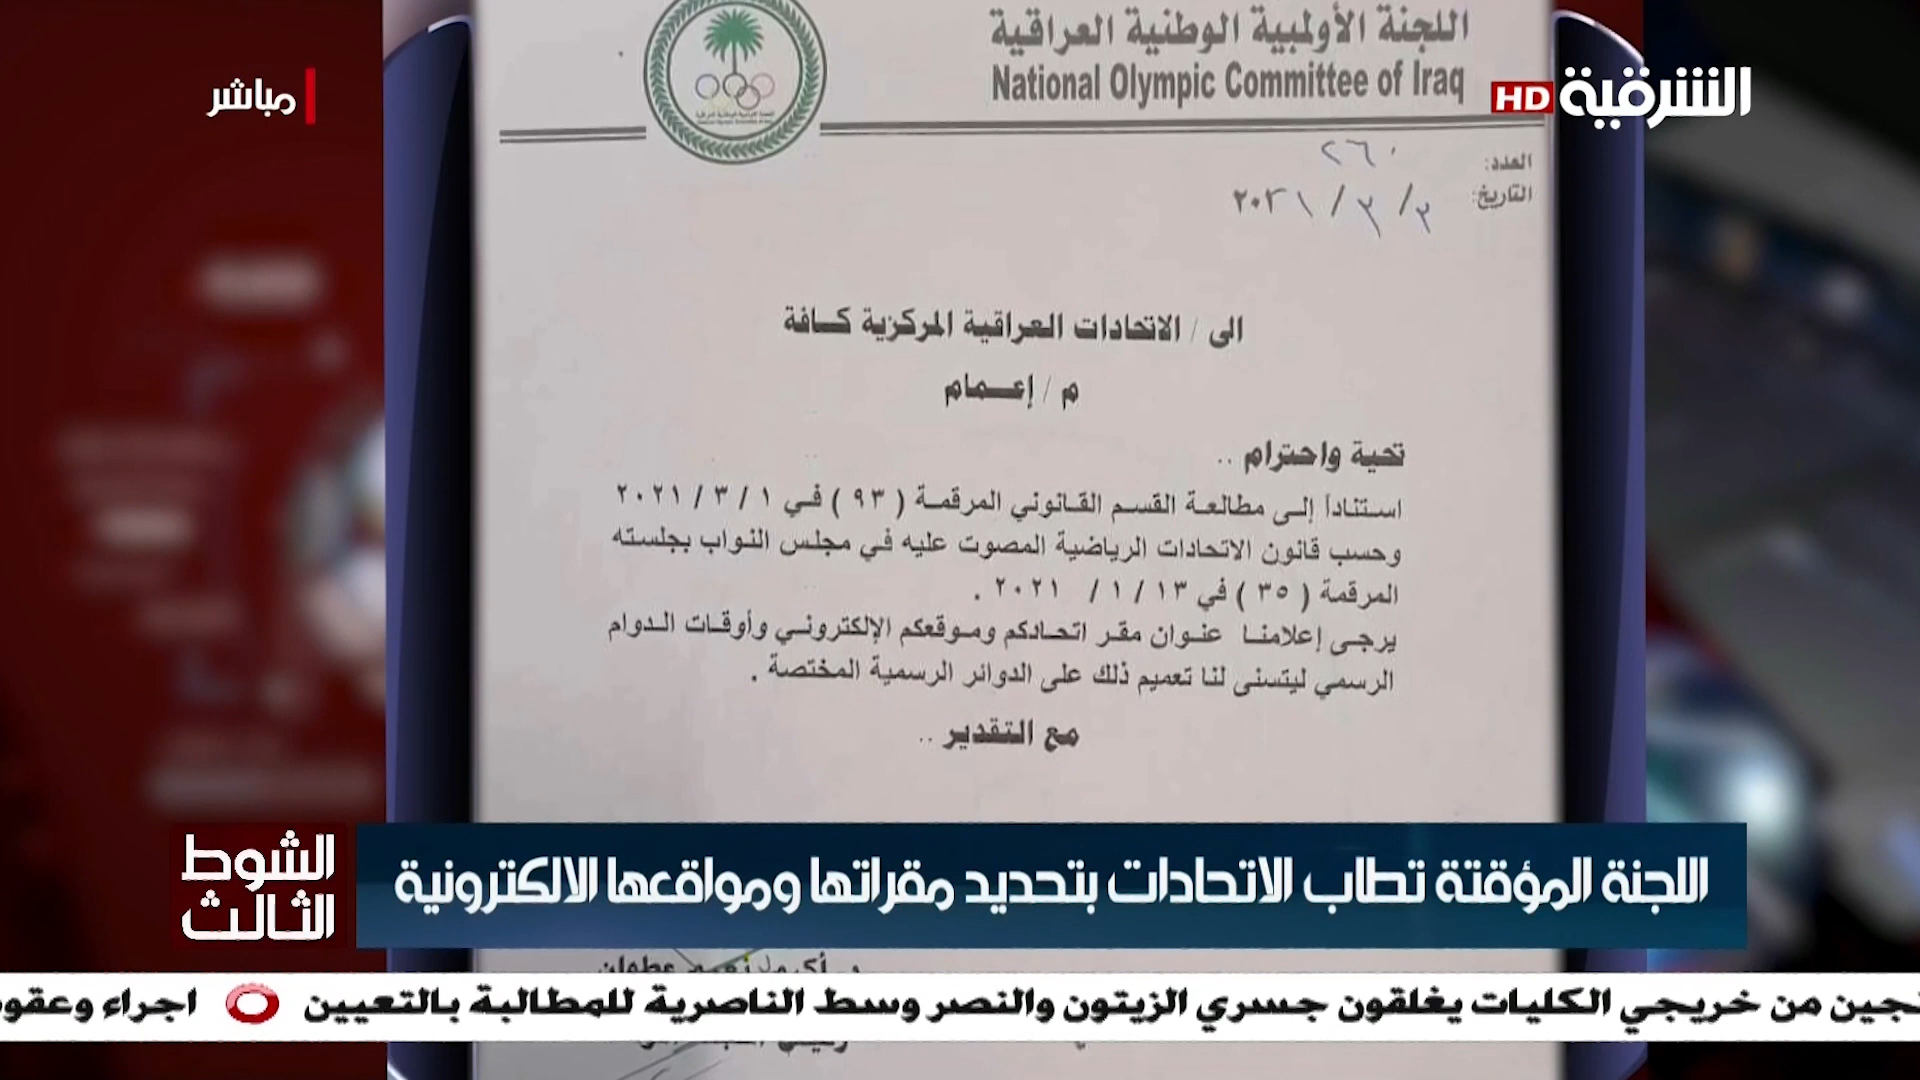 اللجنة الأولمبية الوطنية العراقية
National Olympic Committee of Iraq
الشرقية HD
مباشر
العدد: ٢٦٠
التاريخ: ٢ / ٣ / ٢٠٢١
الى / الاتحادات العراقية المركزية كافة
م / إعمام
تحية واحترام ..
استناداً إلى مطالعة القسم القانوني المرقمة ( ٩٣ ) في ١ / ٣ / ٢٠٢١
وحسب قانون الاتحادات الرياضية المصوت عليه في مجلس النواب بجلسته
المرقمة ( ٣٥ ) في ١٣ / ١ / ٢٠٢١ .
يرجى إعلامنا عنوان مقر اتحادكم وموقعكم الإلكتروني وأوقات الدوام
الرسمي ليتسنى لنا تعميم ذلك على الدوائر الرسمية المختصة .
مع التقدير ..
اللجنة المؤقتة تطاب الاتحادات بتحديد مقراتها ومواقعها الالكترونية
الشوط
الثالث
من خريجي الكليات يغلقون جسري الزيتون والنصر وسط الناصرية للمطالبة بالتعيين اجراء